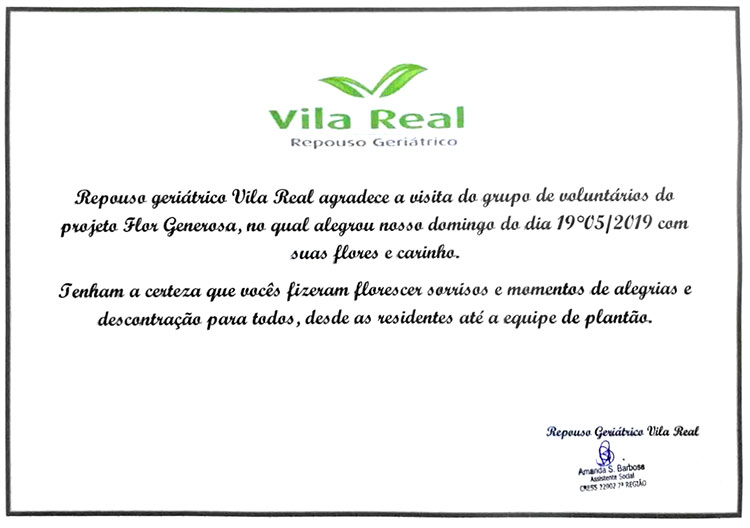 Vila Real
Repouso Geriátrico
Repouso geriátrico Vila Real agradece a visita do grupo de voluntários do
projeto Flor Generosa, no qual alegrou nosso domingo do dia 19°05/2019 com
suas flores e carinho.
Tenham a certeza que vocês fizeram florescer sorrisos e momentos de alegrias e
descontração para todos, desde as residentes até a equipe de plantão.
Repouso Geriátrico Vila Real
Amanda S. Barbosa
Assistente Social
CRESS 22902 7ª REGIÃO